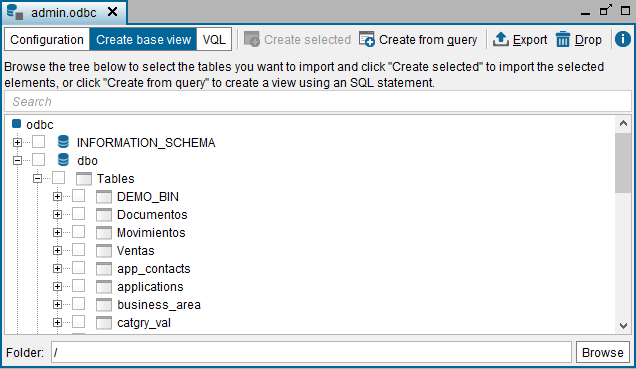 admin.odbc
Configuration Create base view VQL Create selected Create from query Export Drop
Browse the tree below to select the tables you want to import and click "Create selected" to import the selected
elements, or click "Create from query" to create a view using an SQL statement.
Search
odbc
INFORMATION_SCHEMA
dbo
Tables
DEMO_BIN
Documentos
Movimientos
Ventas
app_contacts
applications
business_area
catgry_val
Folder: / Browse